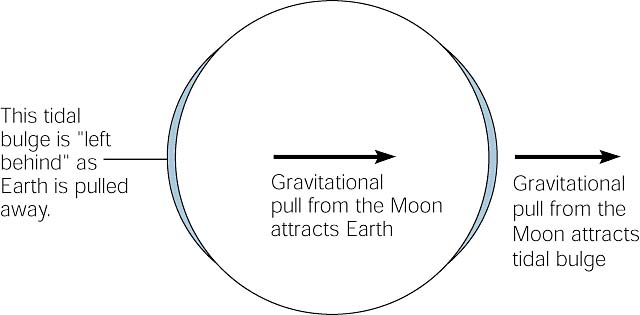 This tidal
bulge is "left
behind" as
Earth is pulled
away.
Gravitational
pull from the Moon
attracts Earth
Gravitational
pull from the
Moon attracts
tidal bulge